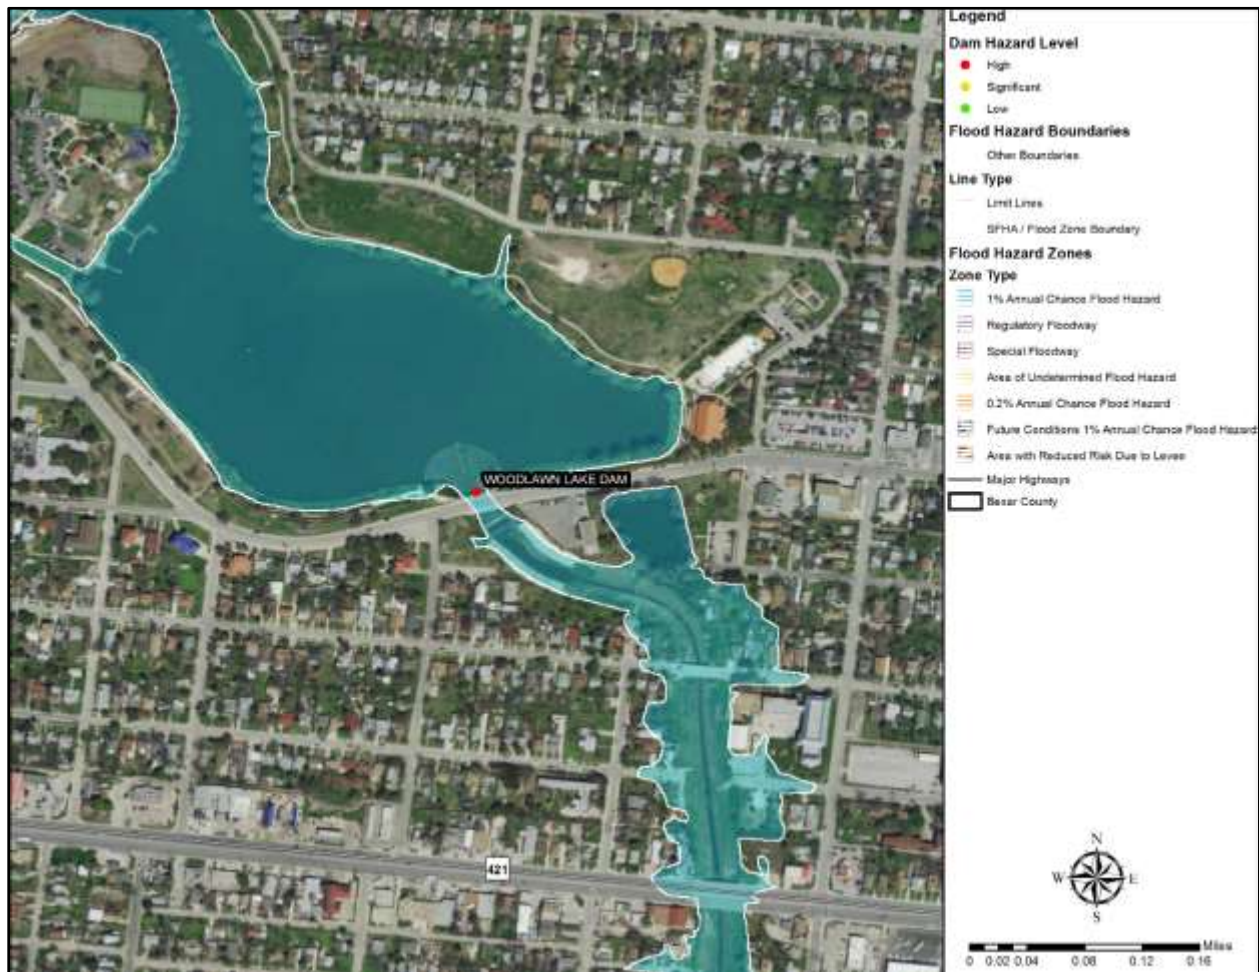 Legend
Dam Hazard Level
High
Significant
Low
Flood Hazard Boundaries
Other Boundaries
Line Type
Limit Lines
SFHA / Flood Zone Boundary
Flood Hazard Zones
Zone Type
1% Annual Chance Flood Hazard
Regulatory Floodway
Special Floodway
Area of Undetermined Flood Hazard
0.2% Annual Chance Flood Hazard
Future Conditions 1% Annual Chance Flood Hazard
Area with Reduced Risk Due to Levee
Major Highways
Bexar County
WOODLAWN LAKE DAM
421
N
W E
S
Miles
0 0.02 0.04 0.08 0.12 0.16